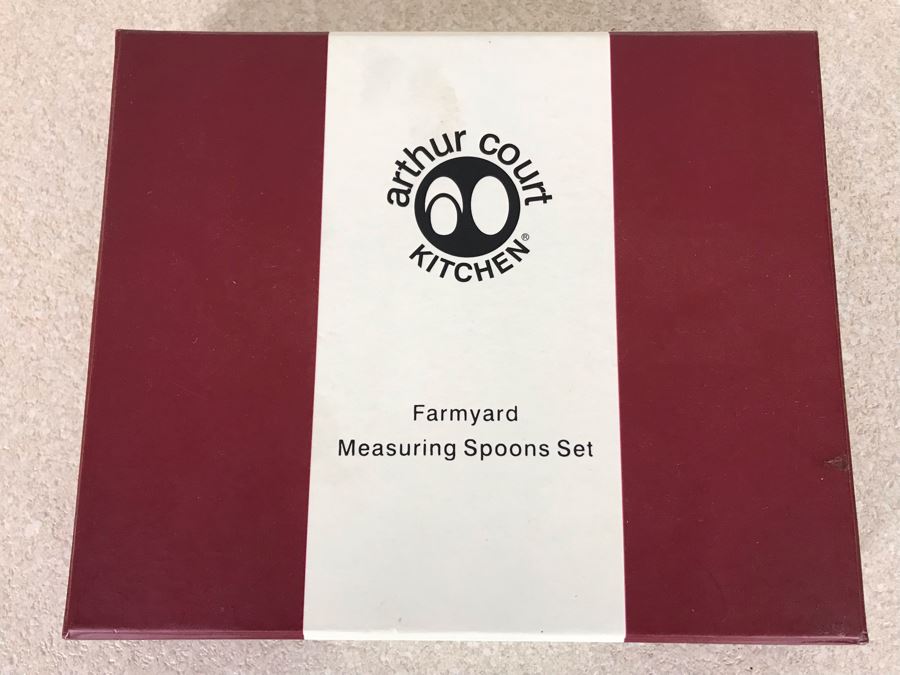 arthur court
KITCHEN®
Farmyard
Measuring Spoons Set